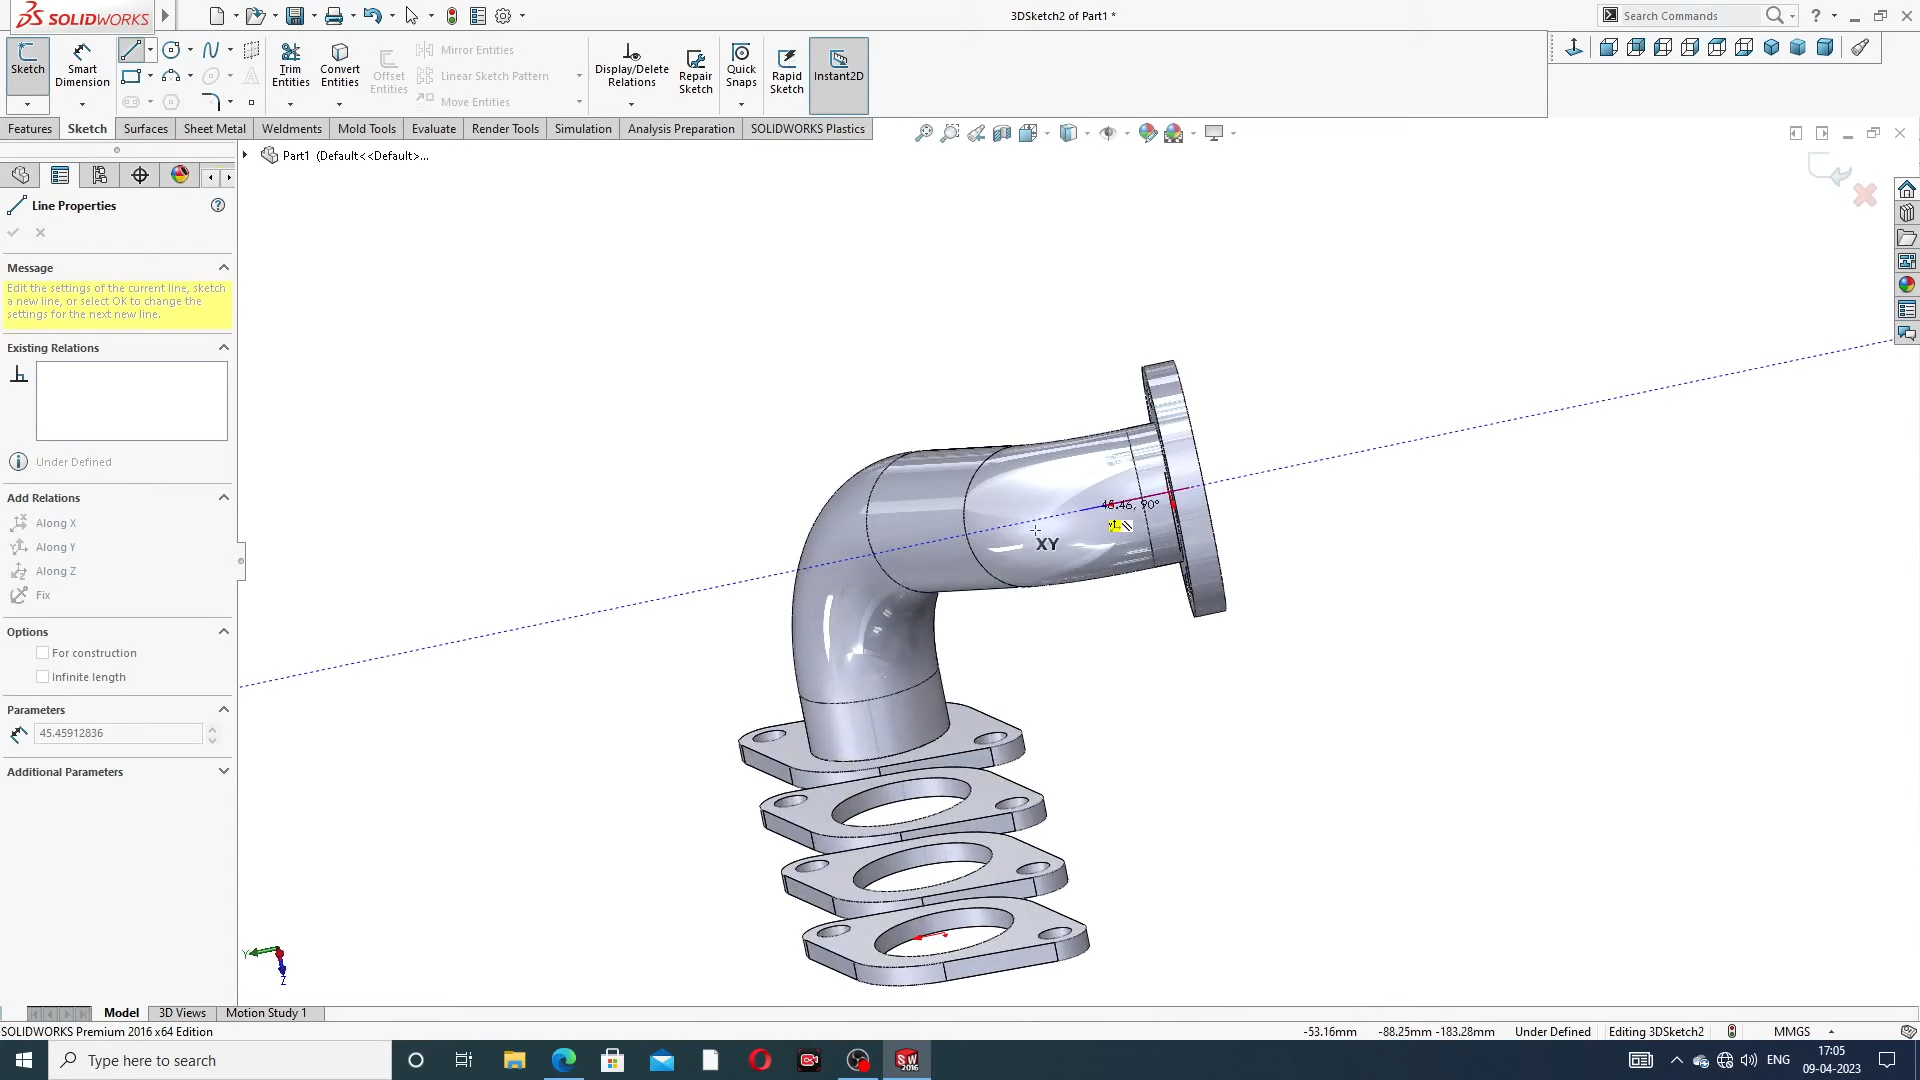 SOLIDWORKS
3DSketch2 of Part1 *
Search Commands
?
Sketch
Smart Dimension
Trim Entities
Convert Entities
Offset Entities
Mirror Entities
Linear Sketch Pattern
Move Entities
Display/Delete Relations
Repair Sketch
Quick Snaps
Rapid Sketch
Instant2D
Features
Sketch
Surfaces
Sheet Metal
Weldments
Mold Tools
Evaluate
Render Tools
Simulation
Analysis Preparation
SOLIDWORKS Plastics
Part1 (Default<<Default>...
Line Properties
Message
Edit the settings of the current line, sketch
a new line, or select OK to change the
settings for the next new line.
Existing Relations
Under Defined
Add Relations
Along X
Along Y
Along Z
Fix
Options
For construction
Infinite length
Parameters
45.45912836
Additional Parameters
45.46, 90°
XY
Y
Z
Model
3D Views
Motion Study 1
SOLIDWORKS Premium 2016 x64 Edition
-53.16mm
-88.25mm -183.28mm
Under Defined
Editing 3DSketch2
MMGS
Type here to search
SW
2016
ENG
17:05
09-04-2023